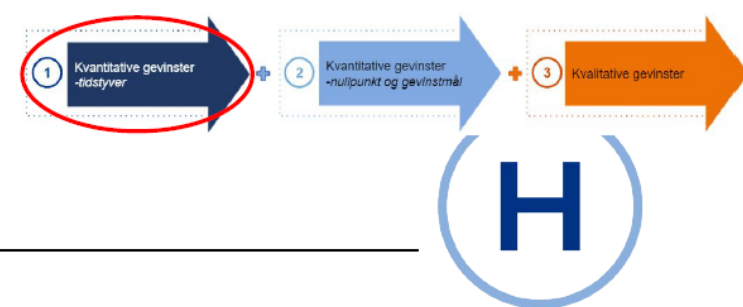 1
Kvantitative gevinster
-tidstyver
2
Kvantitative gevinster
-nullpunkt og gevinstmål
3
Kvalitative gevinster
H